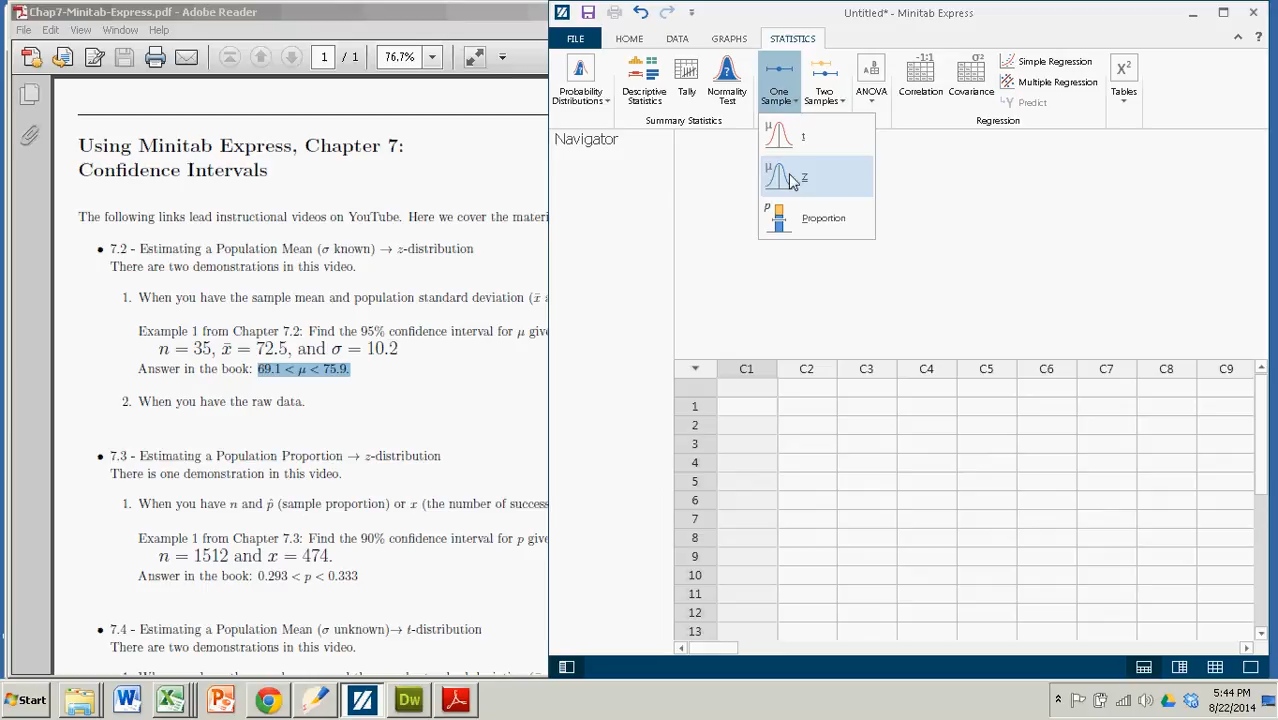 Chap7-Minitab-Express.pdf - Adobe Reader
File Edit View Window Help
1 / 1 76.7%
Using Minitab Express, Chapter 7:
Confidence Intervals
The following links lead instructional videos on YouTube. Here we cover the mater
• 7.2 - Estimating a Population Mean (σ known) → z-distribution
There are two demonstrations in this video.
1. When you have the sample mean and population standard deviation (x̄ a
Example 1 from Chapter 7.2: Find the 95% confidence interval for μ give
n = 35, x̄ = 72.5, and σ = 10.2
Answer in the book: 69.1 < μ < 75.9.
2. When you have the raw data.
• 7.3 - Estimating a Population Proportion → z-distribution
There is one demonstration in this video.
1. When you have n and p̂ (sample proportion) or x (the number of success
Example 1 from Chapter 7.3: Find the 90% confidence interval for p give
n = 1512 and x = 474.
Answer in the book: 0.293 < p < 0.333
• 7.4 - Estimating a Population Mean (σ unknown)→ t-distribution
There are two demonstrations in this video.
Untitled* - Minitab Express
FILE HOME DATA GRAPHS STATISTICS
Probability Distributions
Descriptive Statistics
Tally
Normality Test
One Sample
Two Samples
ANOVA
Correlation
Covariance
Simple Regression
Multiple Regression
Predict
Tables
Summary Statistics
Regression
μ t
μ z
p Proportion
Navigator
C1 C2 C3 C4 C5 C6 C7 C8 C9
1
2
3
4
5
6
7
8
9
10
11
12
13
Start
5:44 PM
8/22/2014